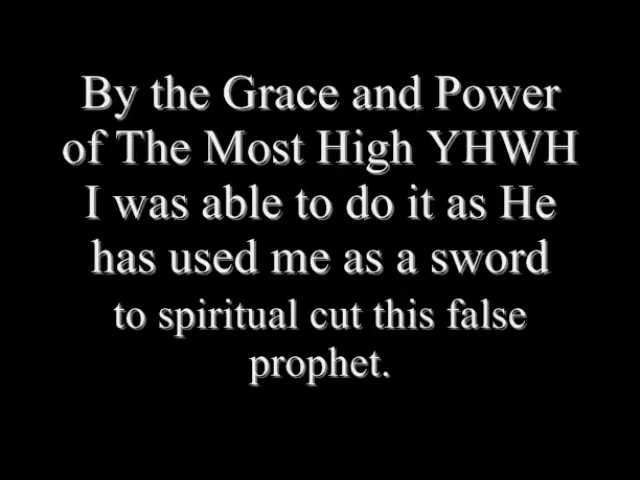 By the Grace and Power
of The Most High YHWH
I was able to do it as He
has used me as a sword
to spiritual cut this false
prophet.